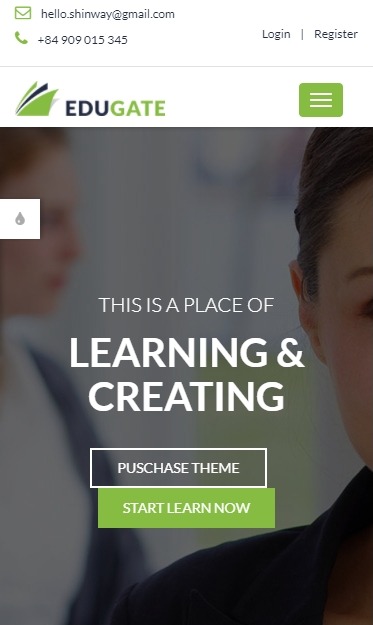 hello.shinway@gmail.com
+84 909 015 345
Login | Register
EDUGATE
THIS IS A PLACE OF
LEARNING &
CREATING
PUSCHASE THEME
START LEARN NOW